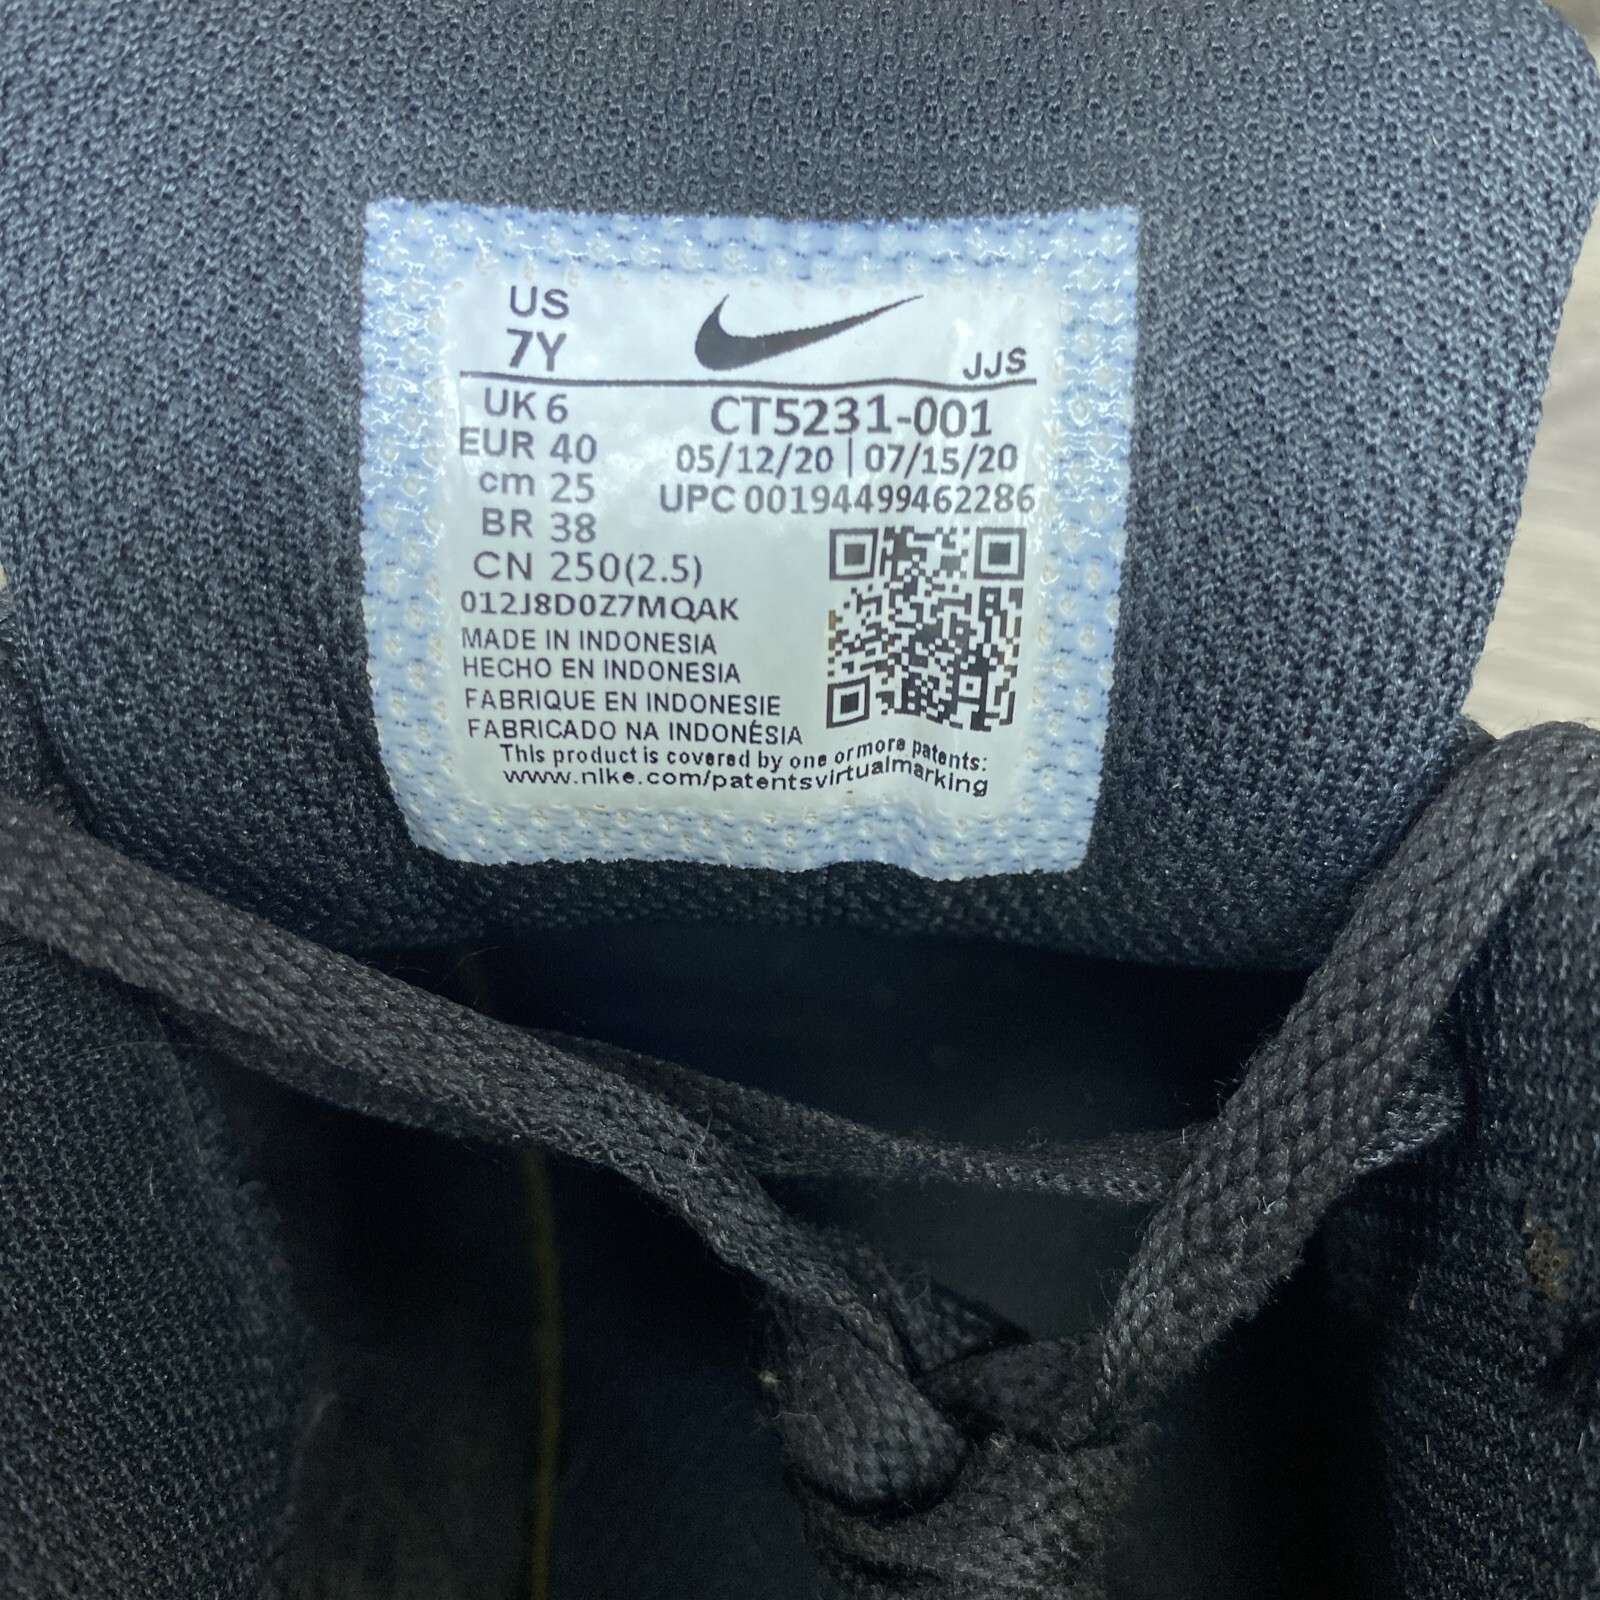 US
7Y
JJS
UK 6
EUR 40
cm 25
BR 38
CN 250(2.5)
CT5231-001
05/12/20 | 07/15/20
UPC 00194499462286
012J8D0Z7MQAK
MADE IN INDONESIA
HECHO EN INDONESIA
FABRIQUE EN INDONESIE
FABRICADO NA INDONÉSIA
This product is covered by one or more patents:
www.nike.com/patentsvirtualmarking